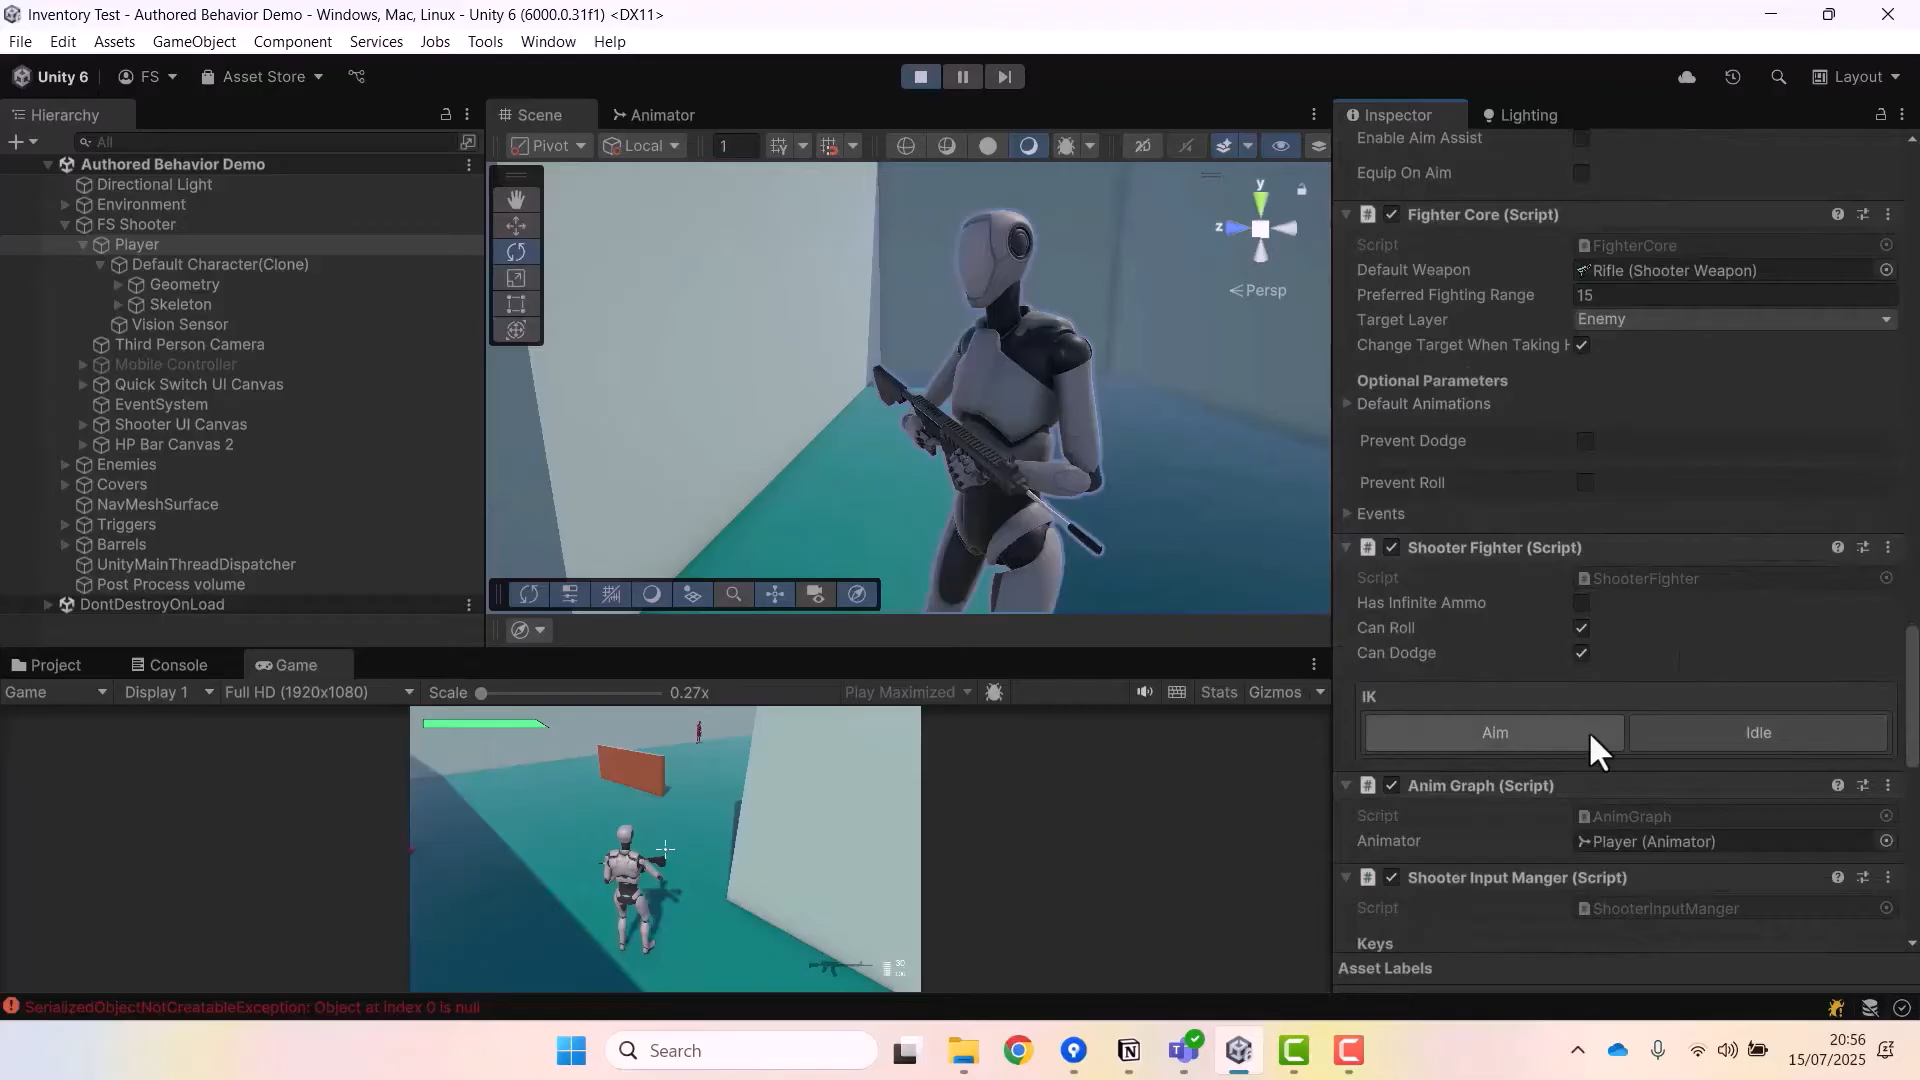 Inventory Test - Authored Behavior Demo - Windows, Mac, Linux - Unity 6 (6000.0.31f1) <DX11>
File Edit Assets GameObject Component Services Jobs Tools Window Help
Unity 6 FS Asset Store Layout
Hierarchy
All
Authored Behavior Demo
Directional Light
Environment
FS Shooter
Player
Default Character(Clone)
Geometry
Skeleton
Vision Sensor
Third Person Camera
Mobile Controller
Quick Switch UI Canvas
EventSystem
Shooter UI Canvas
HP Bar Canvas 2
Enemies
Covers
NavMeshSurface
Triggers
Barrels
UnityMainThreadDispatcher
Post Process volume
DontDestroyOnLoad
Scene Animator
Pivot Local 1 2D
y
z
Persp
Project Console Game
Game Display 1 Full HD (1920x1080) Scale 0.27x Play Maximized Stats Gizmos
30
Inspector Lighting
Enable Aim Assist
Equip On Aim
Fighter Core (Script)
Script FighterCore
Default Weapon Rifle (Shooter Weapon)
Preferred Fighting Range 15
Target Layer Enemy
Change Target When Taking H
Optional Parameters
Default Animations
Prevent Dodge
Prevent Roll
Events
Shooter Fighter (Script)
Script ShooterFighter
Has Infinite Ammo
Can Roll
Can Dodge
IK
Aim Idle
Anim Graph (Script)
Script AnimGraph
Animator Player (Animator)
Shooter Input Manger (Script)
Script ShooterInputManger
Keys
Asset Labels
SerializedObjectNotCreatableException: Object at index 0 is null
Search
20:56
15/07/2025